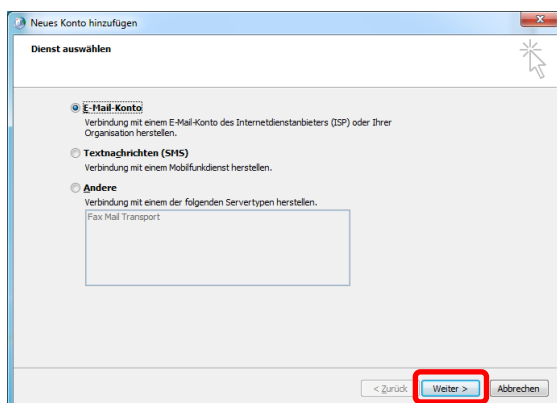 Neues Konto hinzufügen
Dienst auswählen
E-Mail-Konto
Verbindung mit einem E-Mail-Konto des Internetdienstanbieters (ISP) oder Ihrer
Organisation herstellen.
Textnachrichten (SMS)
Verbindung mit einem Mobilfunkdienst herstellen.
Andere
Verbindung mit einem der folgenden Servertypen herstellen.
Fax Mail Transport
< Zurück
Weiter >
Abbrechen